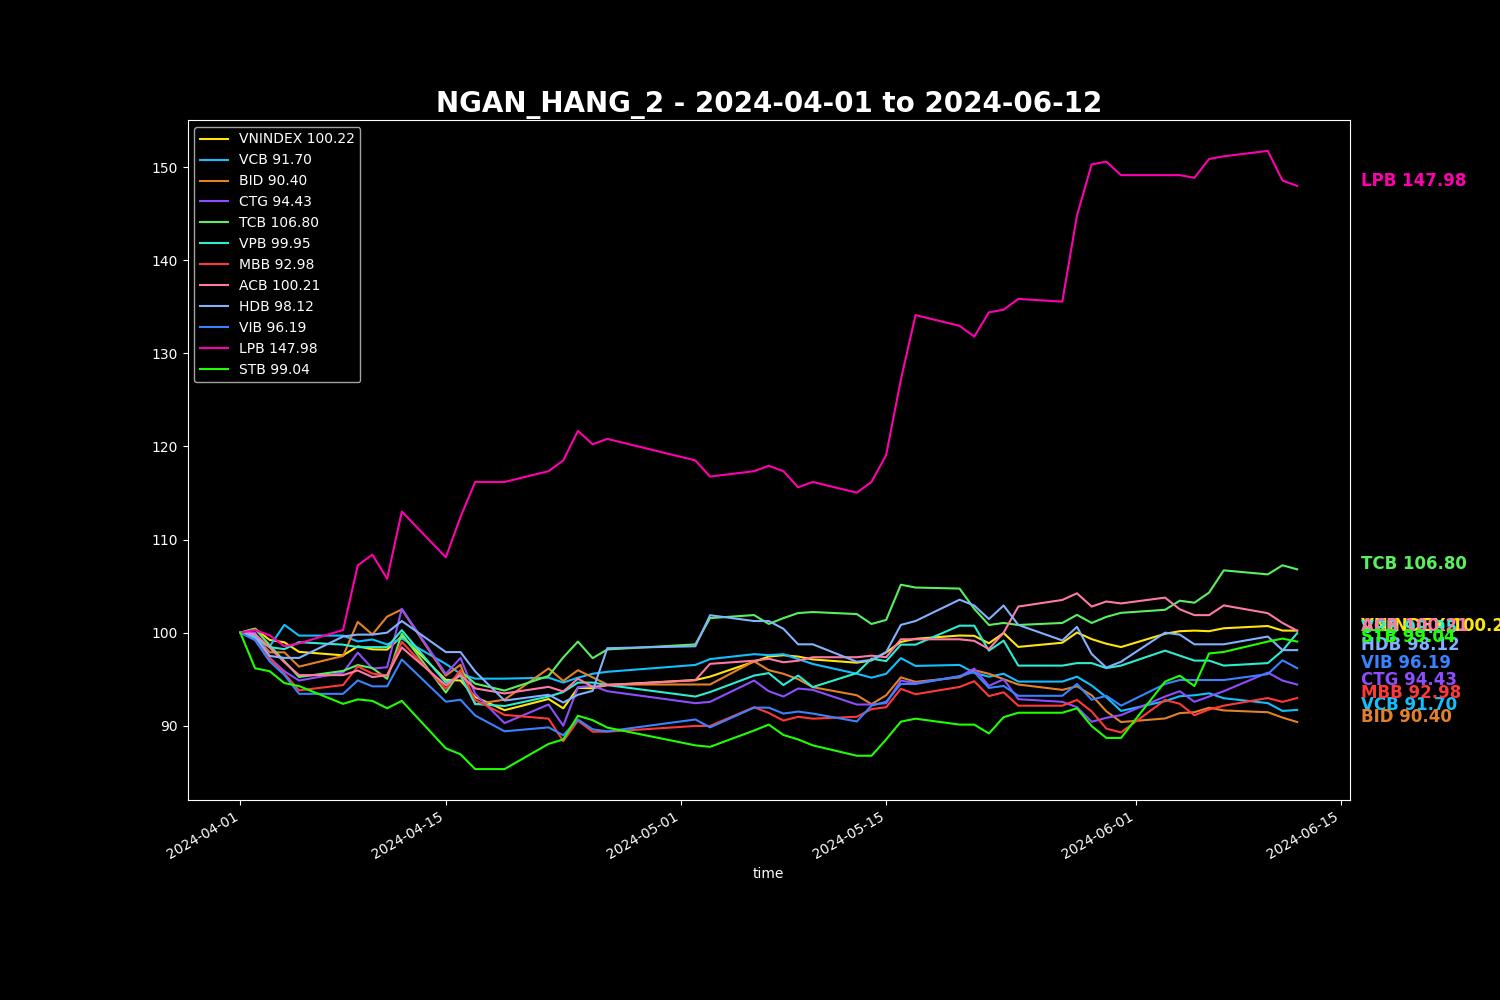 NGAN_HANG_2 - 2024-04-01 to 2024-06-12
VNINDEX 100.22
VCB 91.70
BID 90.40
CTG 94.43
TCB 106.80
VPB 99.95
MBB 92.98
ACB 100.21
HDB 98.12
VIB 96.19
LPB 147.98
STB 99.04
150
140
130
120
110
100
90
2024-04-01
2024-04-15
2024-05-01
2024-05-15
2024-06-01
2024-06-15
time
LPB 147.98
TCB 106.80
STB 99.04
HDB 98.12
VIB 96.19
CTG 94.43
MBB 92.98
VCB 91.70
BID 90.40